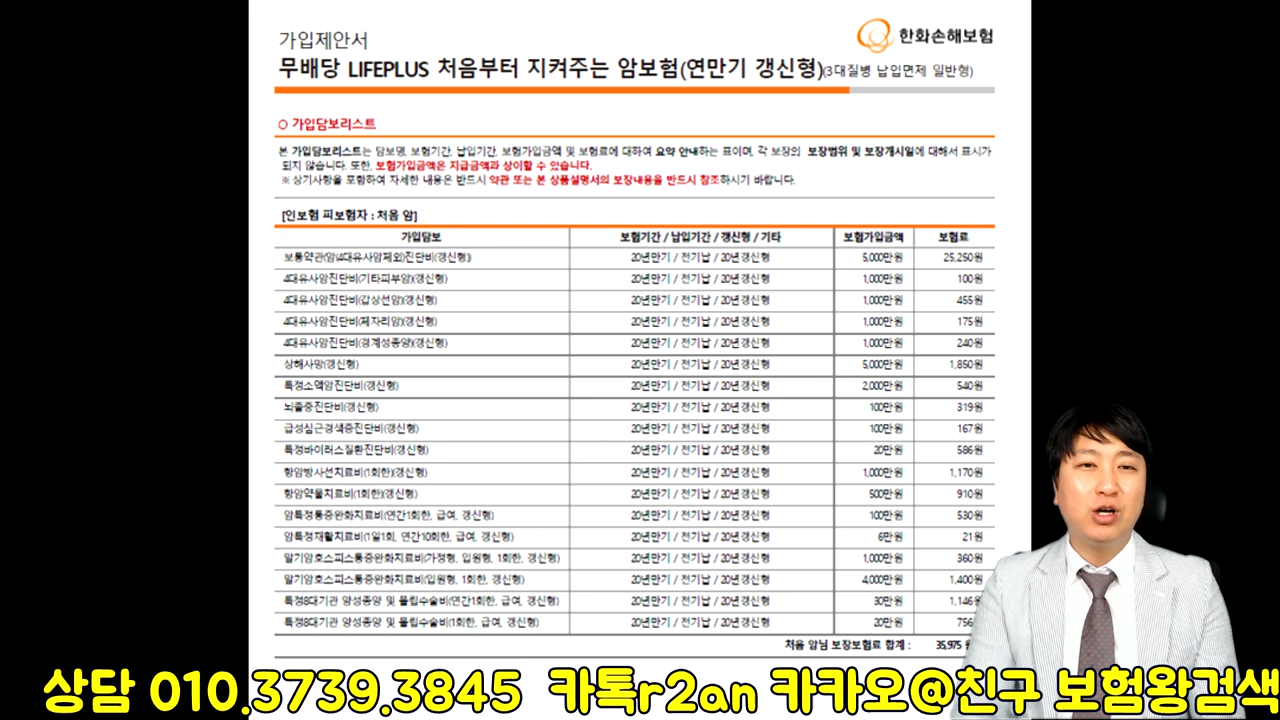 가입제안서
한화손해보험
무배당 LIFEPLUS 처음부터 지켜주는 암보험(연만기 갱신형)(3대질병 납입면제 일반형)
○ 가입담보리스트
본 가입담보리스트는 담보명, 보험기간, 납입기간, 보험가입금액 및 보험료에 대하여 요약 안내하는 표이며, 각 보장의 보장범위 및 보장개시일에 대해서 표시가
되지 않습니다. 또한, 보험가입금액은 지급금액과 상이할 수 있습니다.
※ 상기사항을 포함하여 자세한 내용은 반드시 약관 또는 본 상품설명서의 보장내용을 반드시 참조하시기 바랍니다.
[인보험 피보험자 : 처음 암]
가입담보 보험기간 / 납입기간 / 갱신형 / 기타 보험가입금액 보험료
보통약관(암(4대유사암제외)진단비(갱신형)) 20년만기 / 전기납 / 20년갱신형 5,000만원 25,250원
4대유사암진단비(기타피부암)(갱신형) 20년만기 / 전기납 / 20년갱신형 1,000만원 100원
4대유사암진단비(갑상선암)(갱신형) 20년만기 / 전기납 / 20년갱신형 1,000만원 455원
4대유사암진단비(제자리암)(갱신형) 20년만기 / 전기납 / 20년갱신형 1,000만원 175원
4대유사암진단비(경계성종양)(갱신형) 20년만기 / 전기납 / 20년갱신형 1,000만원 240원
상해사망(갱신형) 20년만기 / 전기납 / 20년갱신형 5,000만원 1,850원
특정소액암진단비(갱신형) 20년만기 / 전기납 / 20년갱신형 2,000만원 540원
뇌졸중진단비(갱신형) 20년만기 / 전기납 / 20년갱신형 100만원 319원
급성심근경색증진단비(갱신형) 20년만기 / 전기납 / 20년갱신형 100만원 167원
특정바이러스질환진단비(갱신형) 20년만기 / 전기납 / 20년갱신형 20만원 586원
항암방사선치료비(1회한)(갱신형) 20년만기 / 전기납 / 20년갱신형 1,000만원 1,170원
항암약물치료비(1회한)(갱신형) 20년만기 / 전기납 / 20년갱신형 500만원 910원
암특정통증완화치료비(연간1회한, 급여, 갱신형) 20년만기 / 전기납 / 20년갱신형 100만원 530원
암특정재활치료비(1일1회, 연간10회한, 급여, 갱신형) 20년만기 / 전기납 / 20년갱신형 6만원 21원
말기암호스피스통증완화치료비(가정형, 입원형, 1회한, 갱신형) 20년만기 / 전기납 / 20년갱신형 1,000만원 360원
말기암호스피스통증완화치료비(입원형, 1회한, 갱신형) 20년만기 / 전기납 / 20년갱신형 4,000만원 1,400원
특정8대기관 양성종양 및 폴립수술비(연간1회한, 급여, 갱신형) 20년만기 / 전기납 / 20년갱신형 30만원 1,146원
특정8대기관 양성종양 및 폴립수술비(1회한, 급여, 갱신형) 20년만기 / 전기납 / 20년갱신형 20만원 756
처음 암님 보장보험료 합계 : 35,975
상담 010.3739.3845 카톡r2an 카카오@친구 보험왕검색